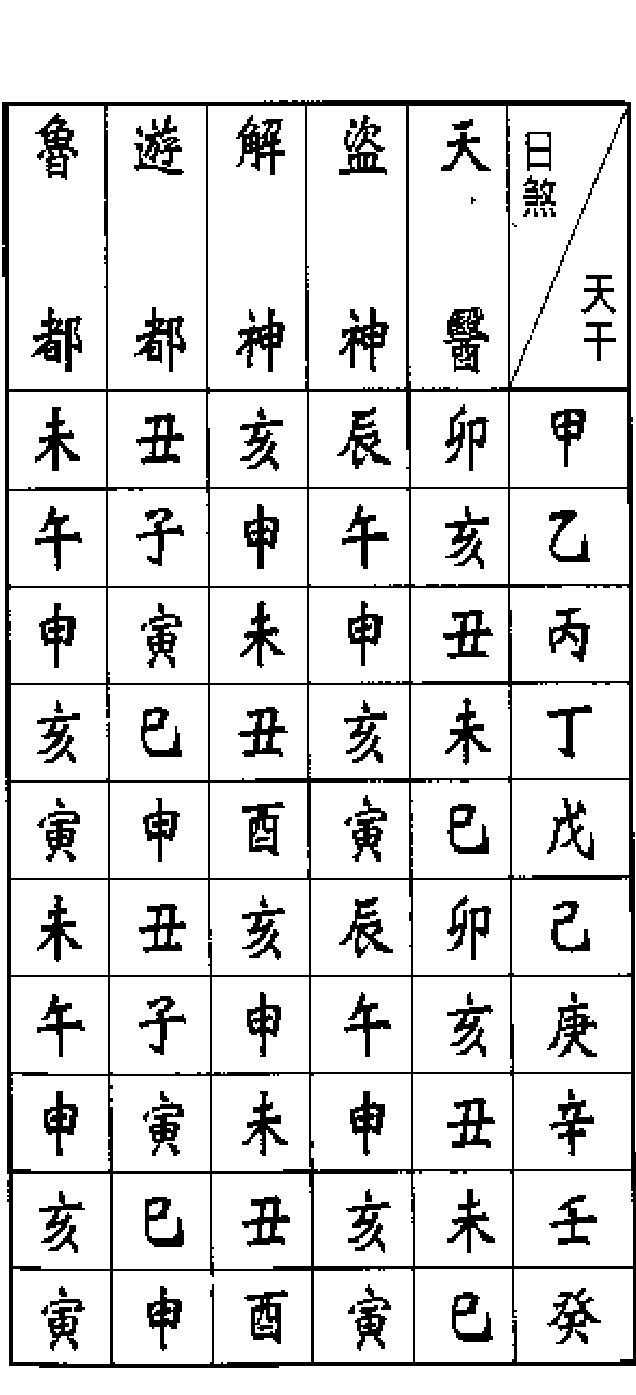 日煞 天干 天醫 盜神 解神 遊都 魯都
甲 卯 辰 亥 丑 未
乙 亥 午 申 子 午
丙 丑 申 未 寅 申
丁 未 亥 丑 巳 亥
戊 巳 寅 酉 申 寅
己 卯 辰 亥 丑 未
庚 亥 午 申 子 午
辛 丑 申 未 寅 申
壬 未 亥 丑 巳 亥
癸 巳 寅 酉 申 寅